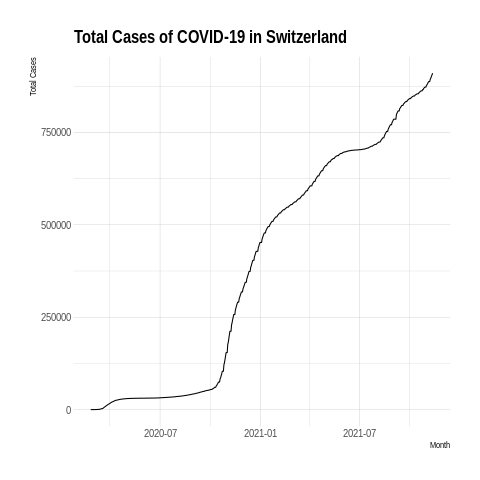 Total Cases of COVID-19 in Switzerland
Total Cases
750000
500000
250000
0
2020-07
2021-01
2021-07
Month